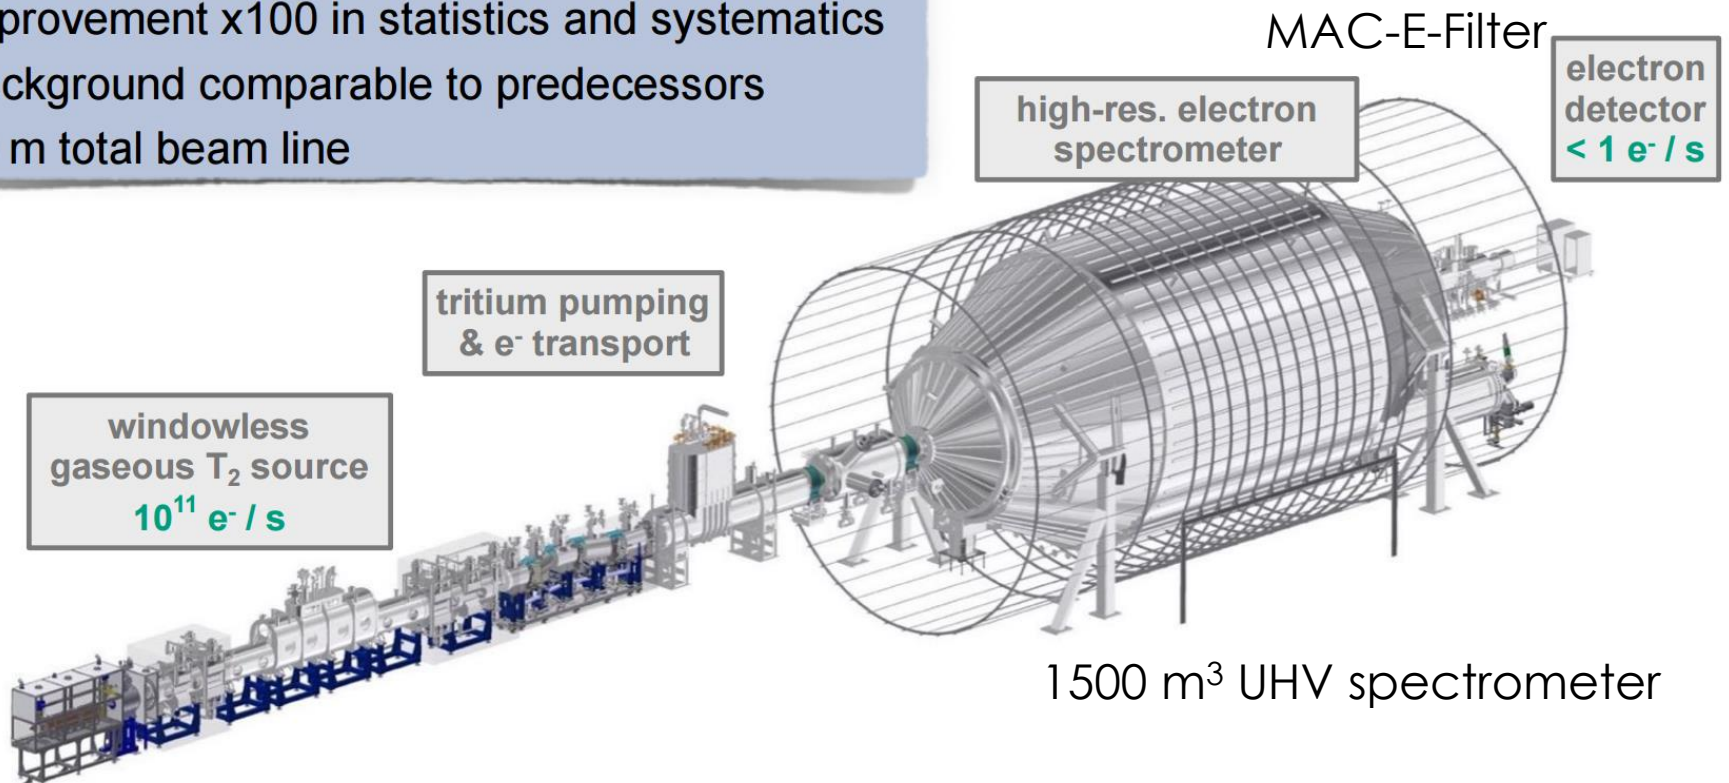 provement x100 in statistics and systematics
ckground comparable to predecessors
m total beam line
MAC-E-Filter
electron
detector
< 1 e⁻ / s
high-res. electron
spectrometer
tritium pumping
& e⁻ transport
windowless
gaseous T₂ source
10¹¹ e⁻ / s
1500 m³ UHV spectrometer